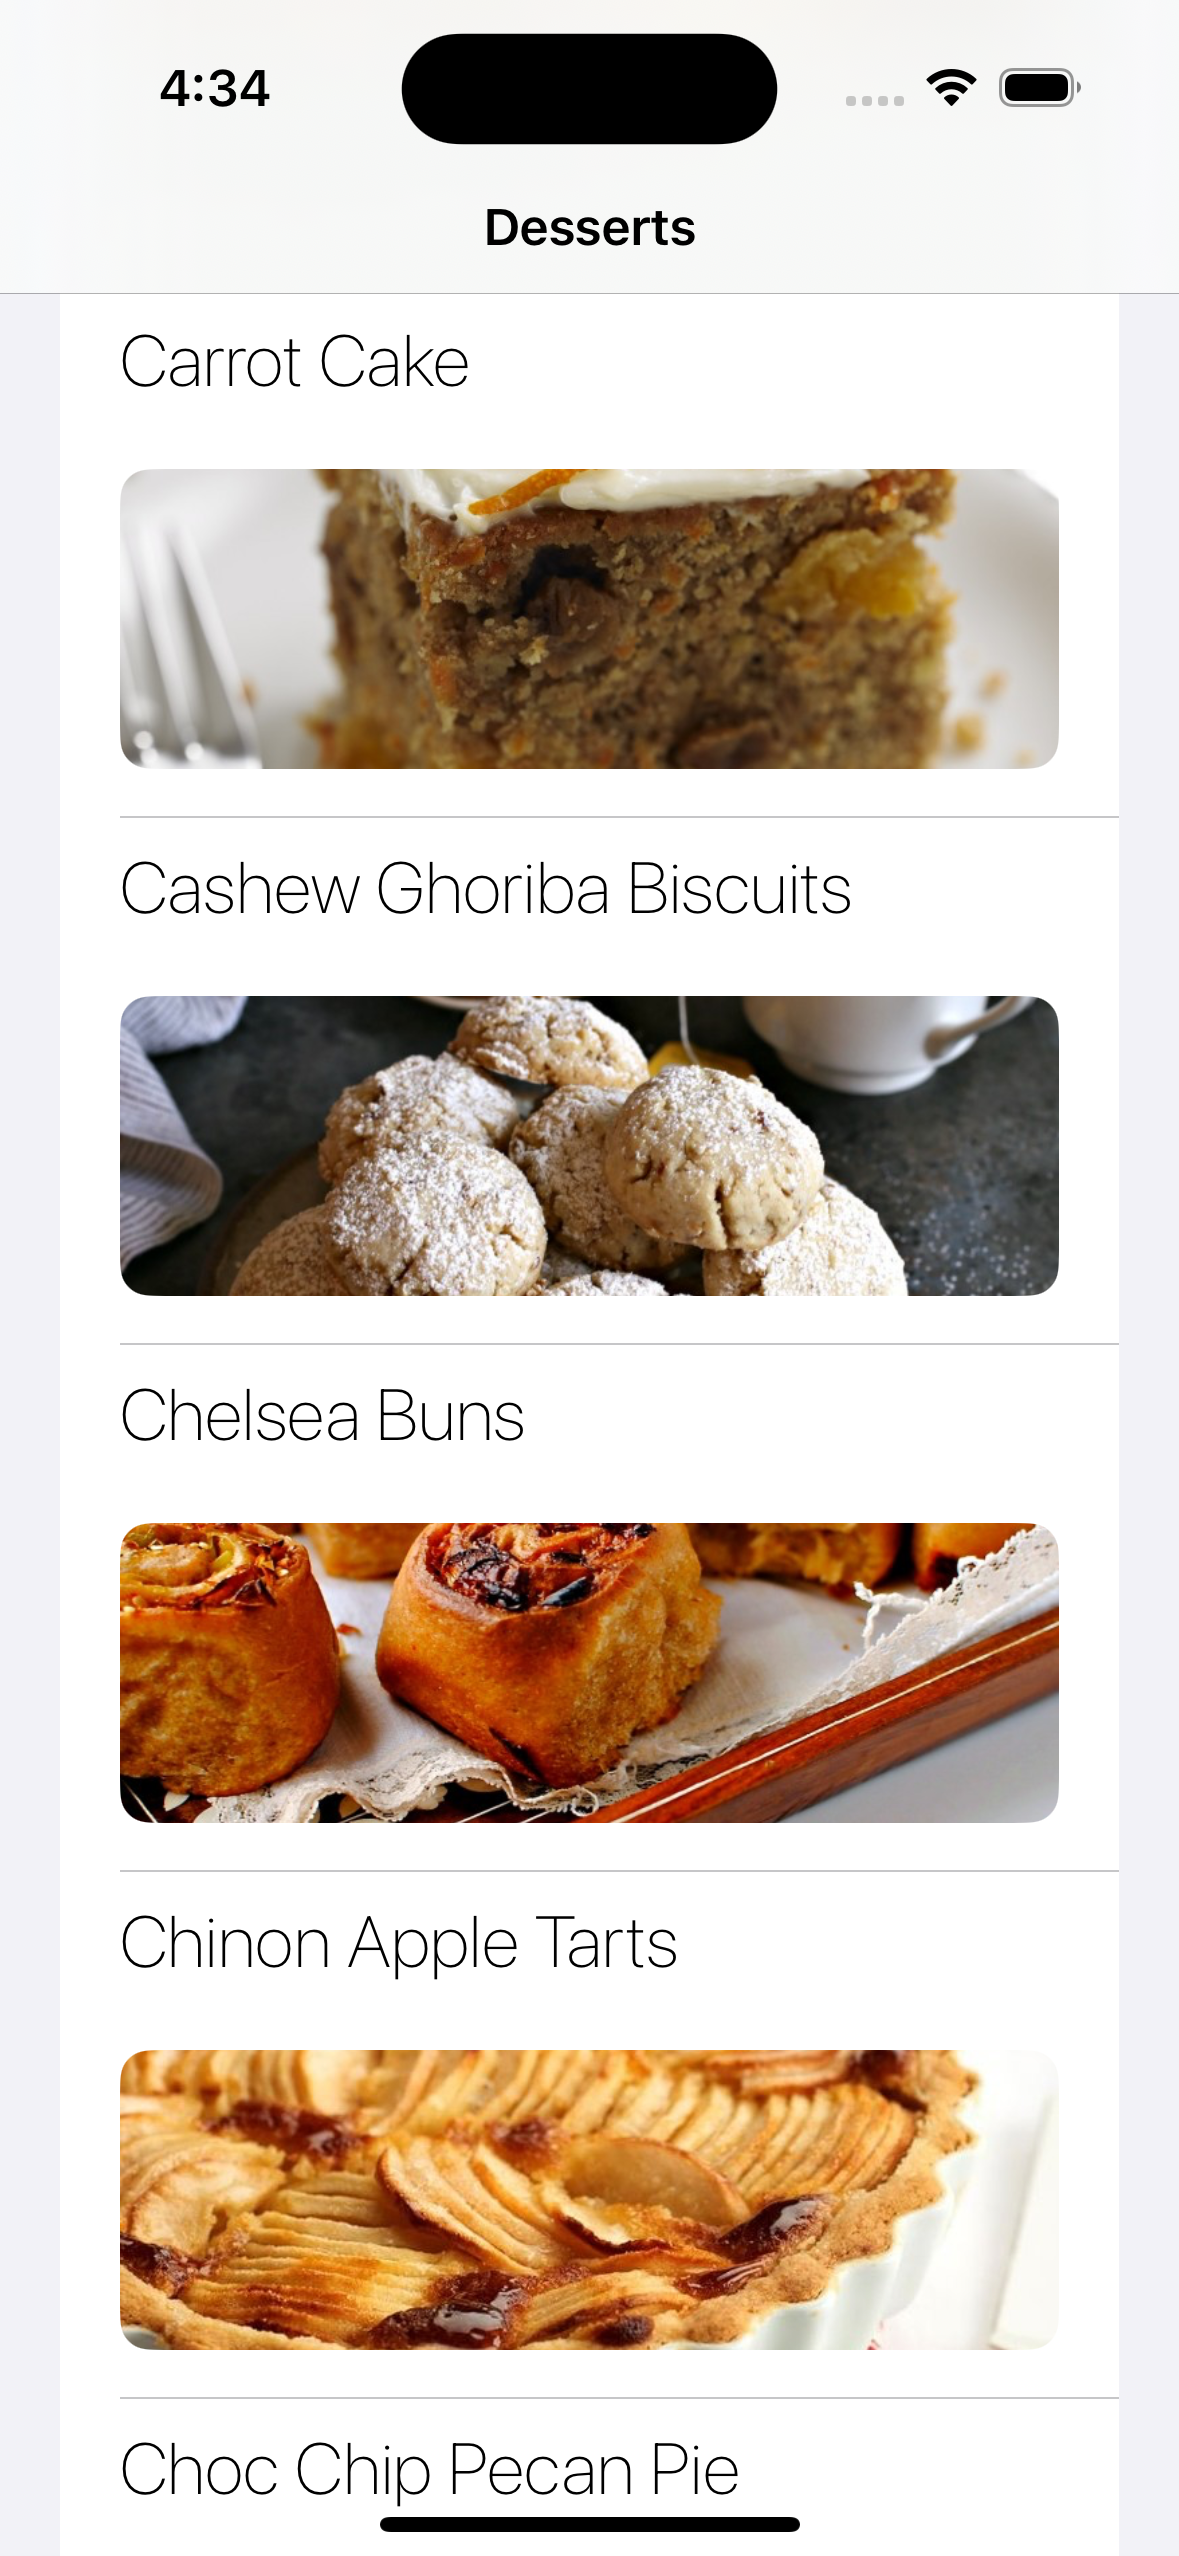 4:34
Desserts
Carrot Cake
Cashew Ghoriba Biscuits
Chelsea Buns
Chinon Apple Tarts
Choc Chip Pecan Pie